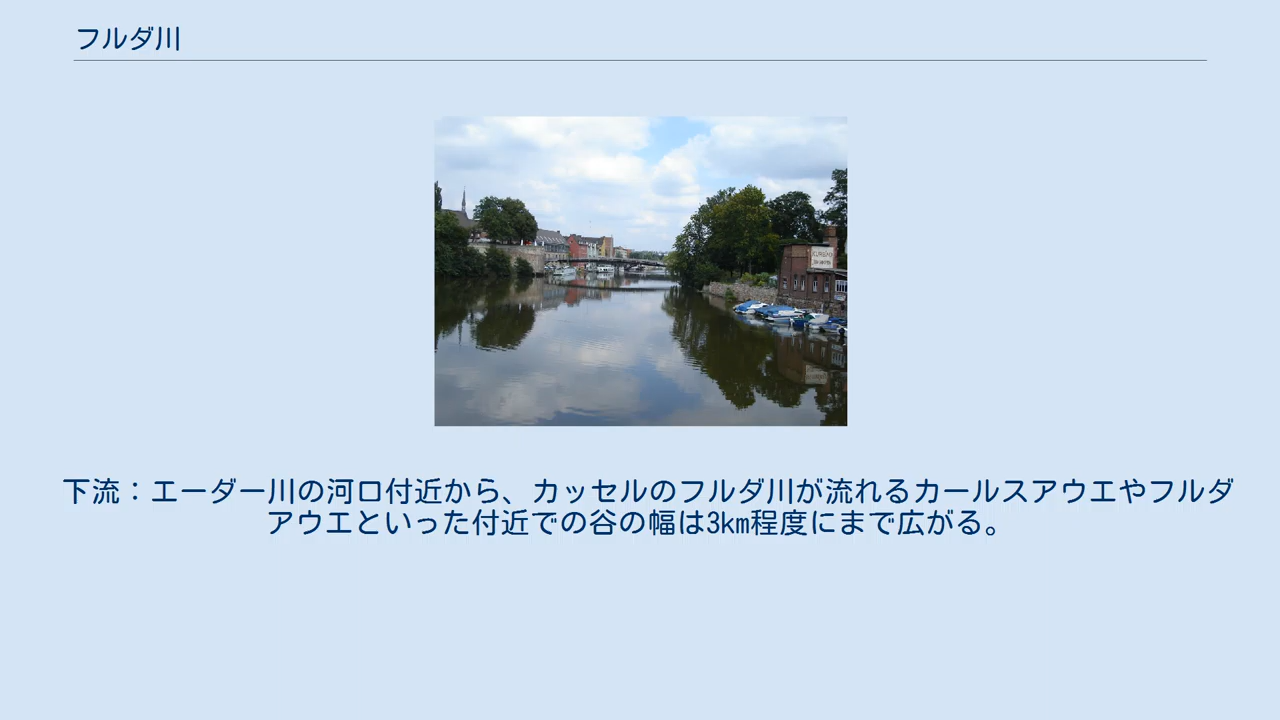 フルダ川
下流：エーダー川の河口付近から、カッセルのフルダ川が流れるカールスアウエやフルダ
アウエといった付近での谷の幅は3km程度にまで広がる。